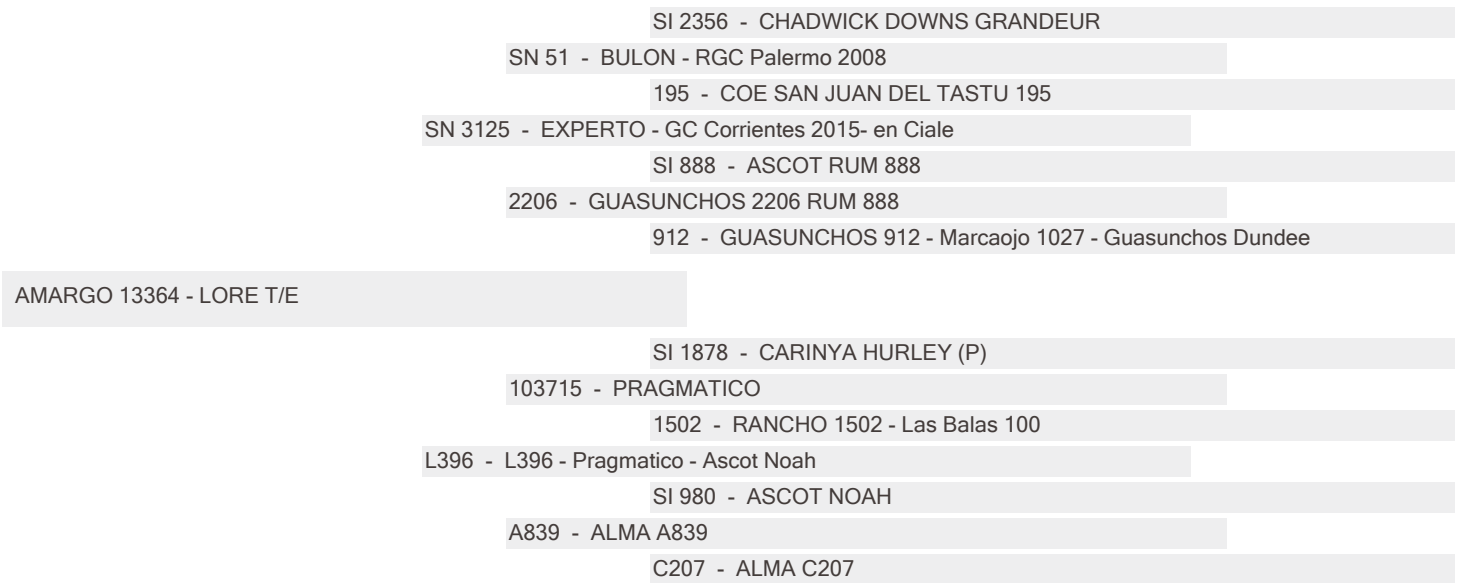 SI 2356 - CHADWICK DOWNS GRANDEUR
SN 51 - BULON - RGC Palermo 2008
195 - COE SAN JUAN DEL TASTU 195
SN 3125 - EXPERTO - GC Corrientes 2015- en Ciale
SI 888 - ASCOT RUM 888
2206 - GUASUNCHOS 2206 RUM 888
912 - GUASUNCHOS 912 - Marcaojo 1027 - Guasunchos Dundee
AMARGO 13364 - LORE T/E
SI 1878 - CARINYA HURLEY (P)
103715 - PRAGMATICO
1502 - RANCHO 1502 - Las Balas 100
L396 - L396 - Pragmatico - Ascot Noah
SI 980 - ASCOT NOAH
A839 - ALMA A839
C207 - ALMA C207